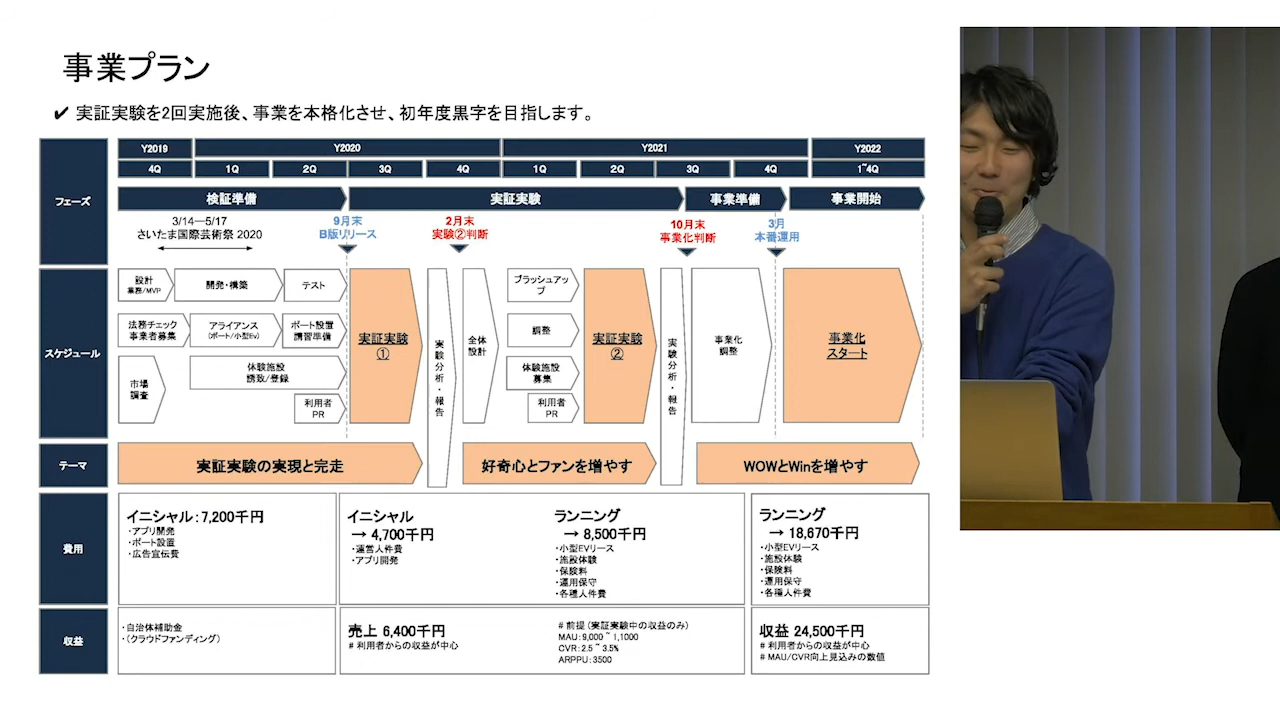 事業プラン
✔ 実証実験を2回実施後、事業を本格化させ、初年度黒字を目指します。
フェーズ
Y2019
Y2020
Y2021
Y2022
4Q
1Q
2Q
3Q
4Q
1Q
2Q
3Q
4Q
1~4Q
検証準備
実証実験
事業準備
事業開始
3/14―5/17
さいたま国際芸術祭 2020
9月末
Β版リリース
2月末
実験②判断
10月末
事業化判断
3月
本番運用
スケジュール
設計
業務/MVP
開発・構築
テスト
法務チェック
事業者募集
アライアンス
(ポート/小型EV)
ポート設置
講習準備
市場
調査
体験施設
誘致/登録
利用者
PR
実証実験
①
実験分析・報告
全体
設計
ブラッシュアッ
プ
調整
体験施設
募集
利用者
PR
実証実験
②
実験分析・報告
事業化
調整
事業化
スタート
テーマ
実証実験の実現と完走
好奇心とファンを増やす
WOWとWinを増やす
費用
イニシャル：7,200千円
・アプリ開発
・ポート設置
・広告宣伝費
イニシャル
→ 4,700千円
・運営人件費
・アプリ開発
ランニング
→ 8,500千円
・小型EVリース
・施設体験
・保険料
・運用保守
・各種人件費
ランニング
→ 18,670千円
・小型EVリース
・施設体験
・保険料
・運用保守
・各種人件費
収益
・自治体補助金
・（クラウドファンディング）
売上 6,400千円
# 利用者からの収益が中心
# 前提（実証実験中の収益のみ）
MAU：9,000 ~ 1,1000
CVR：2.5 ~ 3.5%
ARPPU：3500
収益 24,500千円
# 利用者からの収益が中心
# MAU/CVR向上見込みの数値